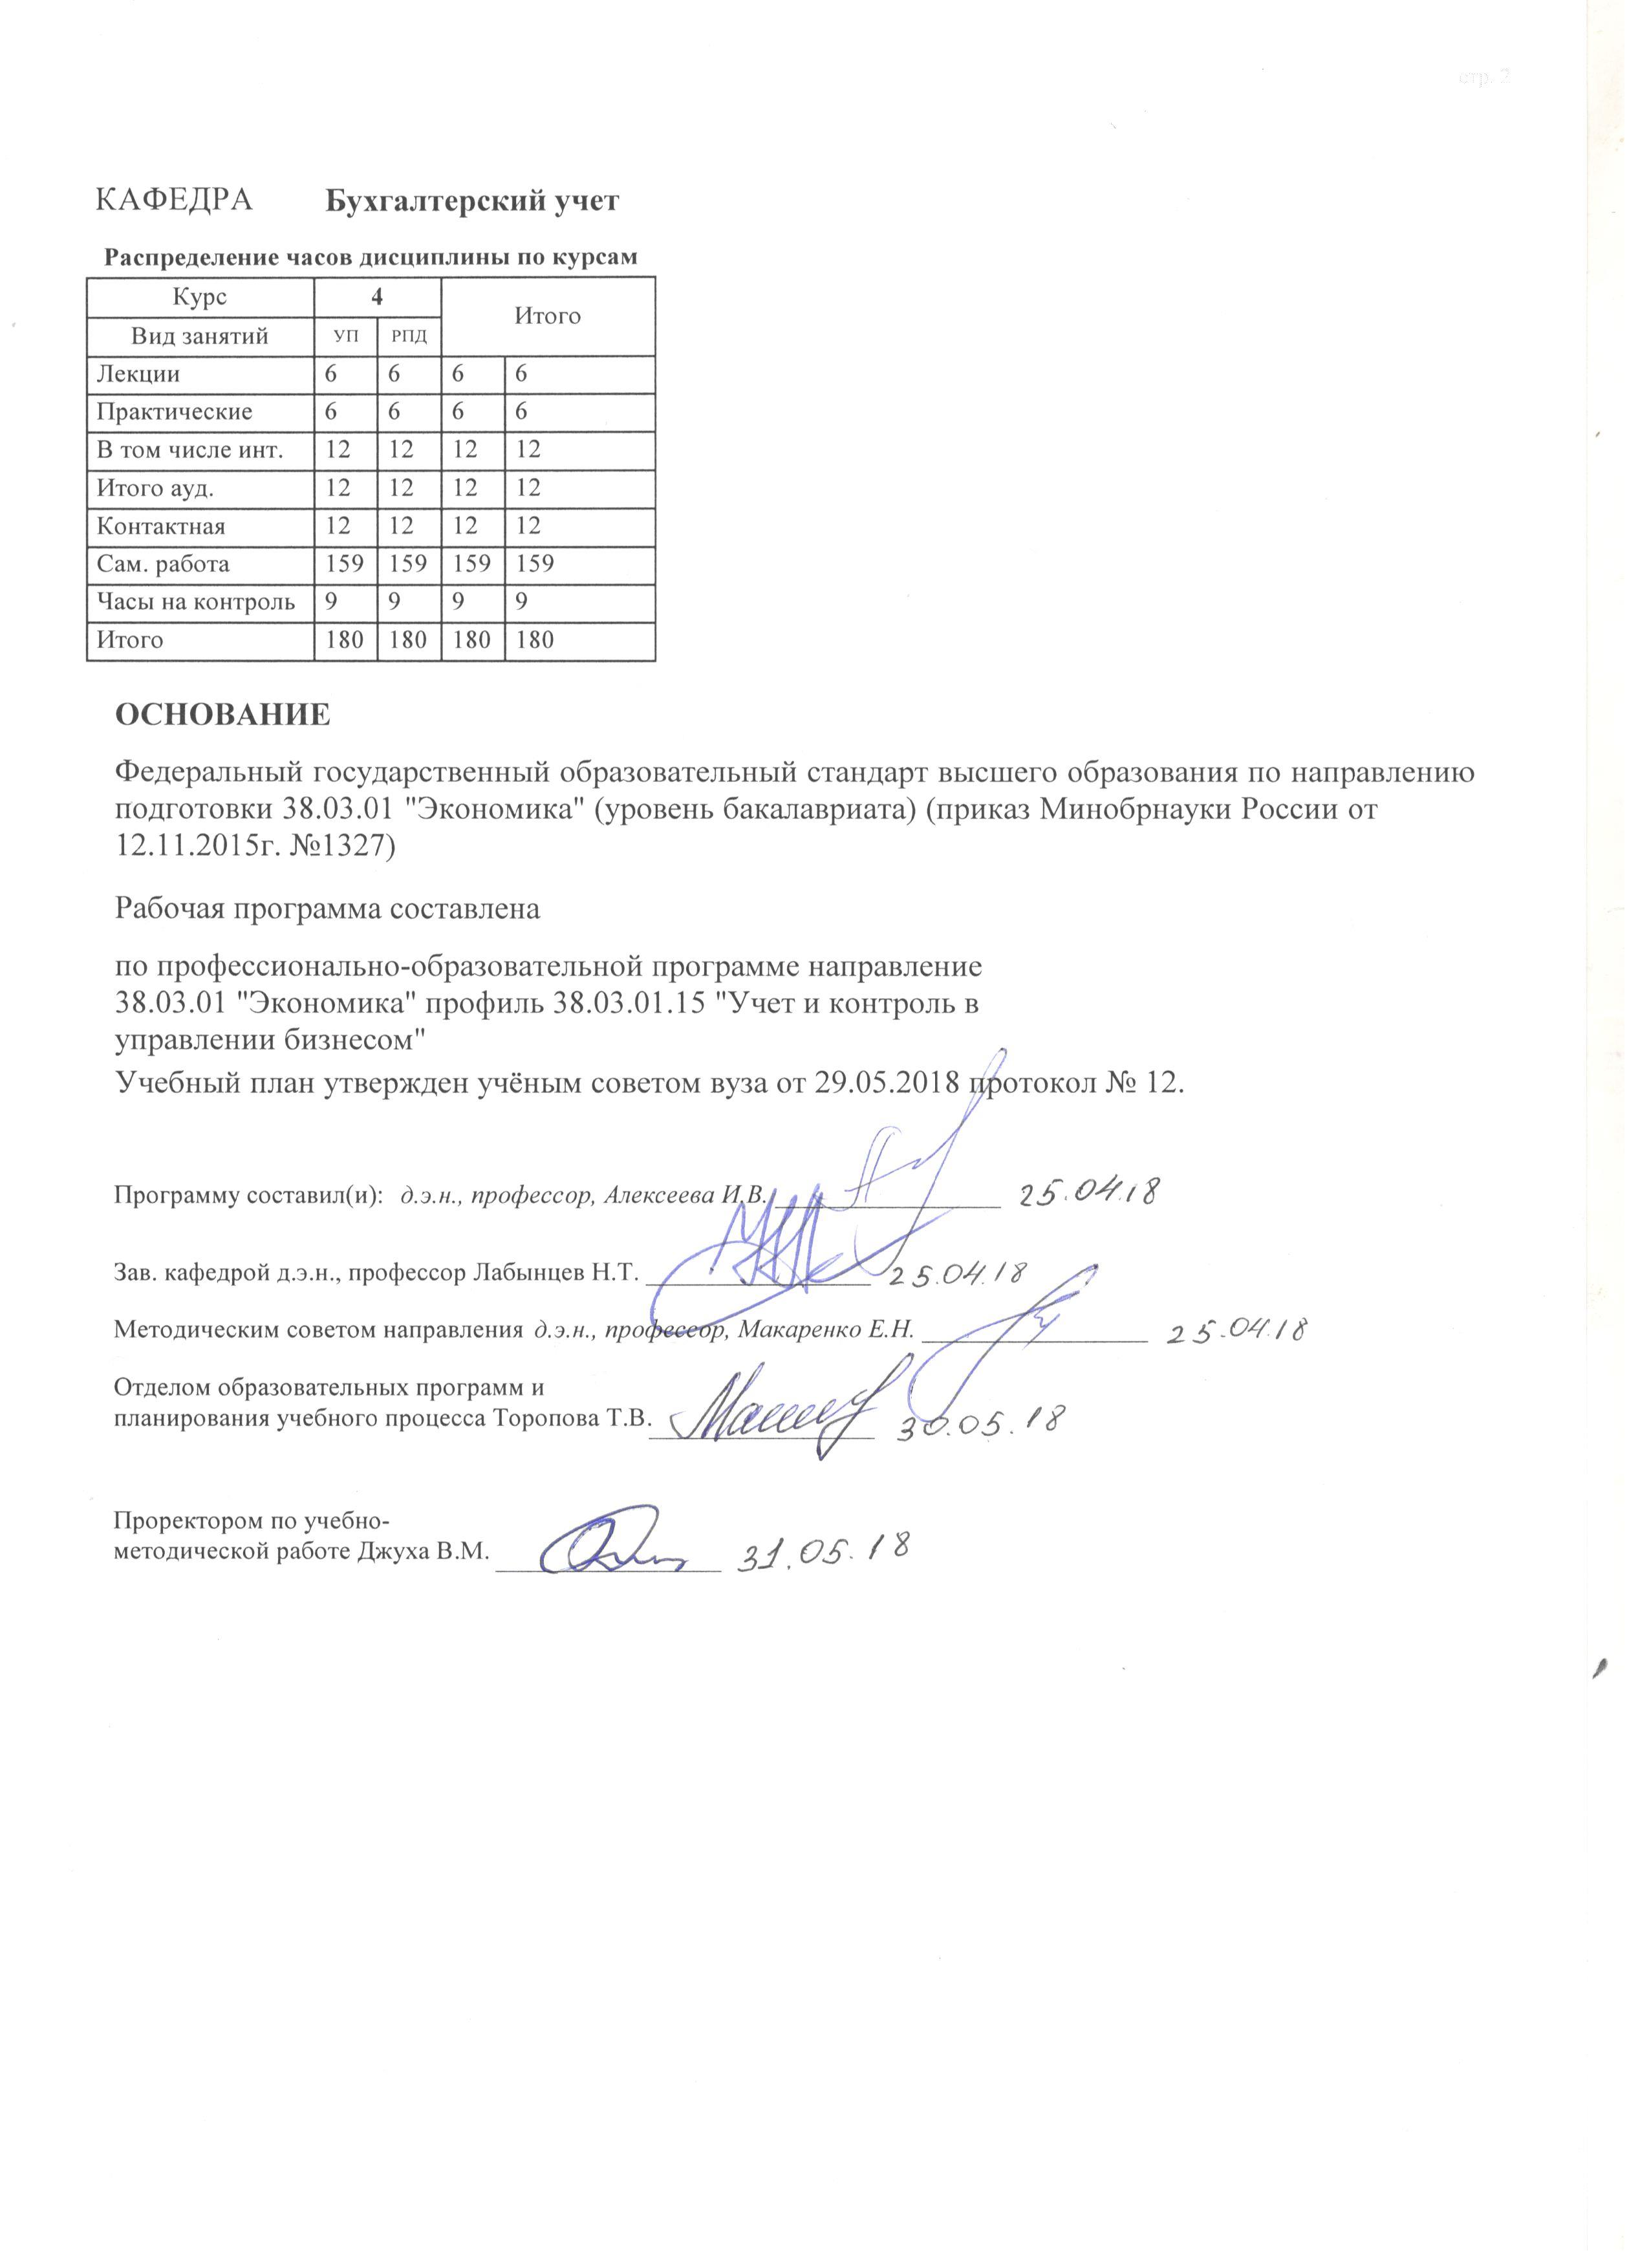 стр. 2
КАФЕДРА Бухгалтерский учет
Распределение часов дисциплины по курсам
Курс 4 Итого
Вид занятий УП РПД
Лекции 6 6 6 6
Практические 6 6 6 6
В том числе инт. 12 12 12 12
Итого ауд. 12 12 12 12
Контактная 12 12 12 12
Сам. работа 159 159 159 159
Часы на контроль 9 9 9 9
Итого 180 180 180 180
ОСНОВАНИЕ
Федеральный государственный образовательный стандарт высшего образования по направлению
подготовки 38.03.01 "Экономика" (уровень бакалавриата) (приказ Минобрнауки России от
12.11.2015г. №1327)
Рабочая программа составлена
по профессионально-образовательной программе направление
38.03.01 "Экономика" профиль 38.03.01.15 "Учет и контроль в
управлении бизнесом"
Учебный план утвержден учёным советом вуза от 29.05.2018 протокол № 12.
Программу составил(и): д.э.н., профессор, Алексеева И.В. 25.04.18
Зав. кафедрой д.э.н., профессор Лабынцев Н.Т. 25.04.18
Методическим советом направления д.э.н., профессор, Макаренко Е.Н. 25.04.18
Отделом образовательных программ и
планирования учебного процесса Торопова Т.В. 30.05.18
Проректором по учебно-
методической работе Джуха В.М. 31.05.18